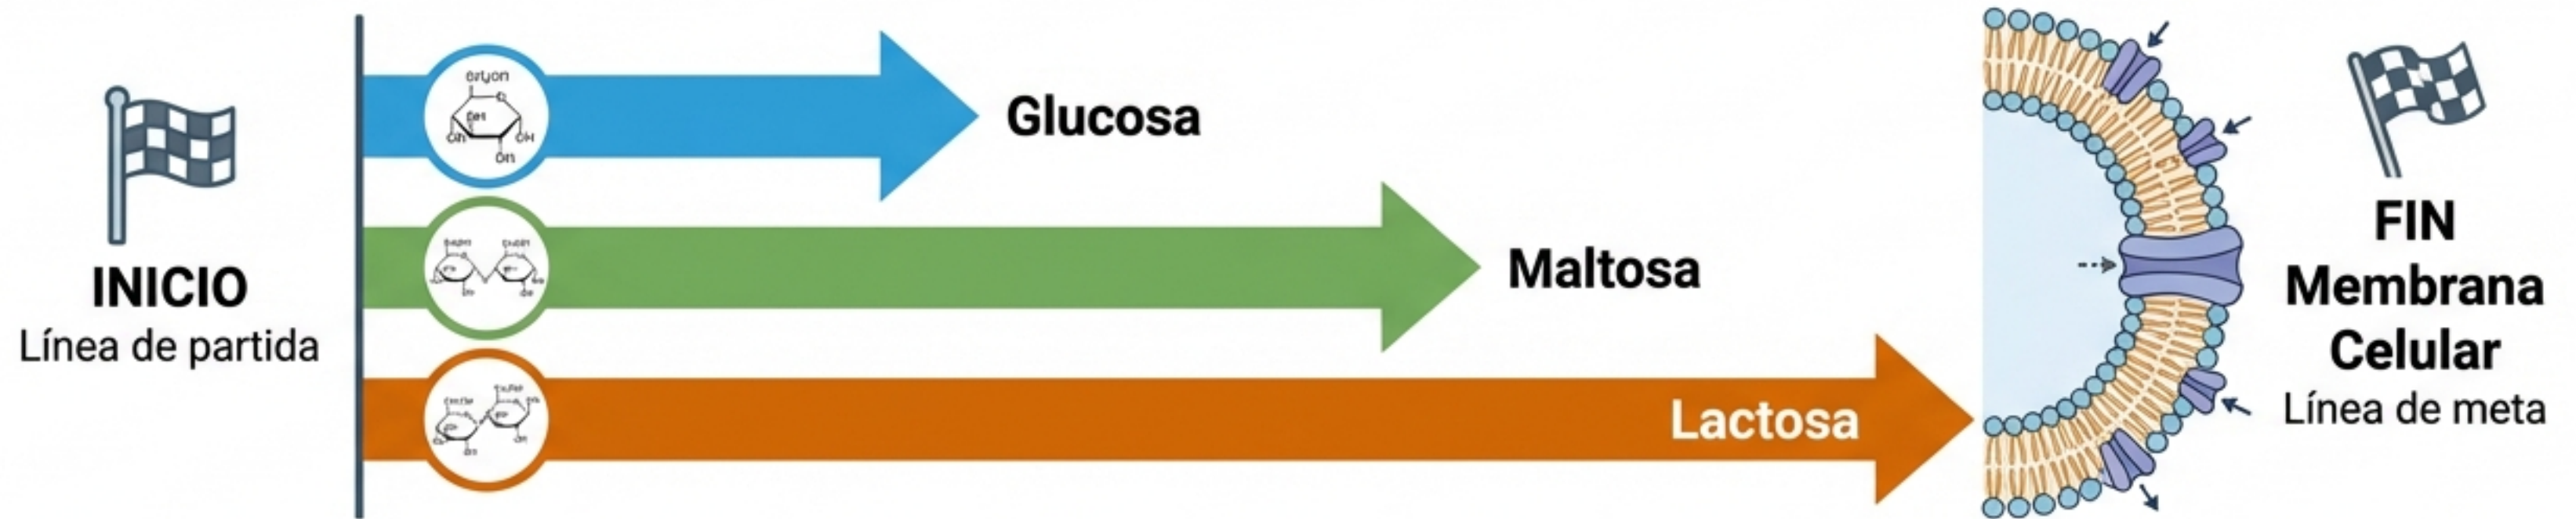 INICIO
Línea de partida
Glucosa
Maltosa
Lactosa
FIN
Membrana
Celular
Línea de meta